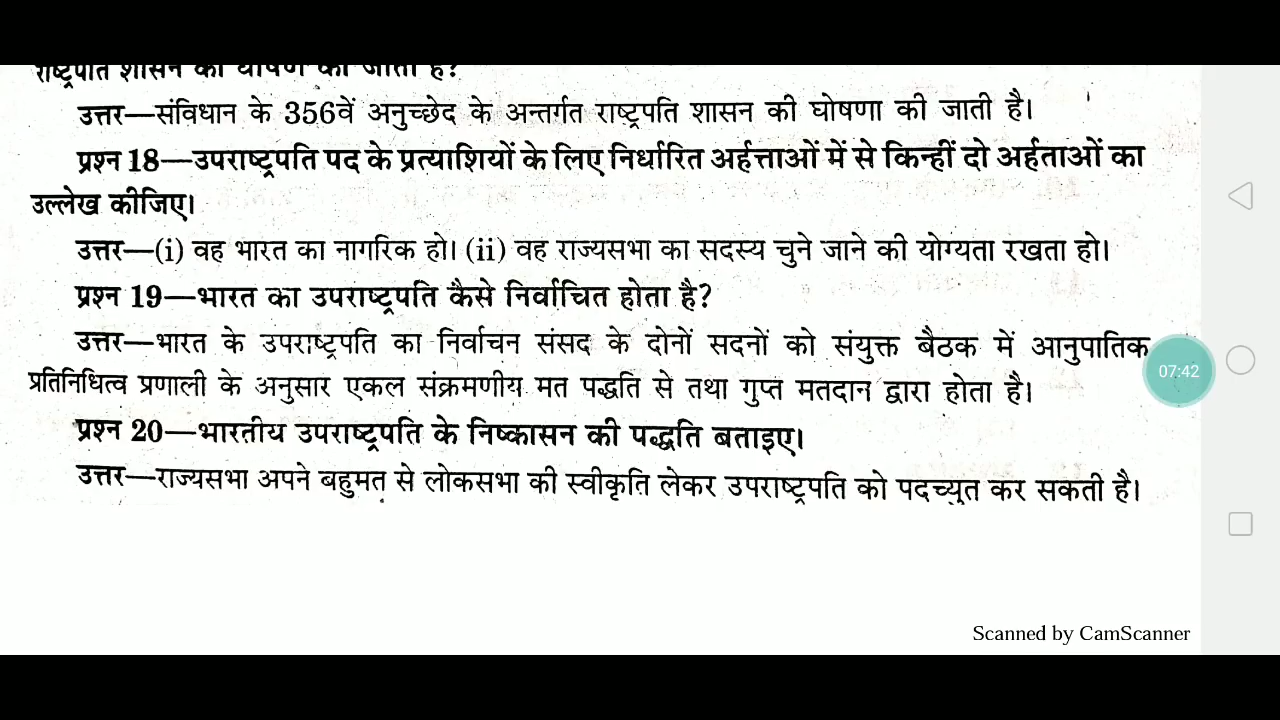 राष्ट्रपति शासन की घोषणा की जाती है?
उत्तर—संविधान के 356वें अनुच्छेद के अन्तर्गत राष्ट्रपति शासन की घोषणा की जाती है।
प्रश्न 18—उपराष्ट्रपति पद के प्रत्याशियों के लिए निर्धारित अर्हत्ताओं में से किन्हीं दो अर्हताओं का
उल्लेख कीजिए।
उत्तर—(i) वह भारत का नागरिक हो। (ii) वह राज्यसभा का सदस्य चुने जाने की योग्यता रखता हो।
प्रश्न 19—भारत का उपराष्ट्रपति कैसे निर्वाचित होता है?
उत्तर—भारत के उपराष्ट्रपति का निर्वाचन संसद के दोनों सदनों को संयुक्त बैठक में आनुपातिक
07:42
प्रतिनिधित्व प्रणाली के अनुसार एकल संक्रमणीय मत पद्धति से तथा गुप्त मतदान द्वारा होता है।
प्रश्न 20—भारतीय उपराष्ट्रपति के निष्कासन की पद्धति बताइए।
उत्तर—राज्यसभा अपने बहुमत से लोकसभा की स्वीकृति लेकर उपराष्ट्रपति को पदच्युत कर सकती है।
Scanned by CamScanner